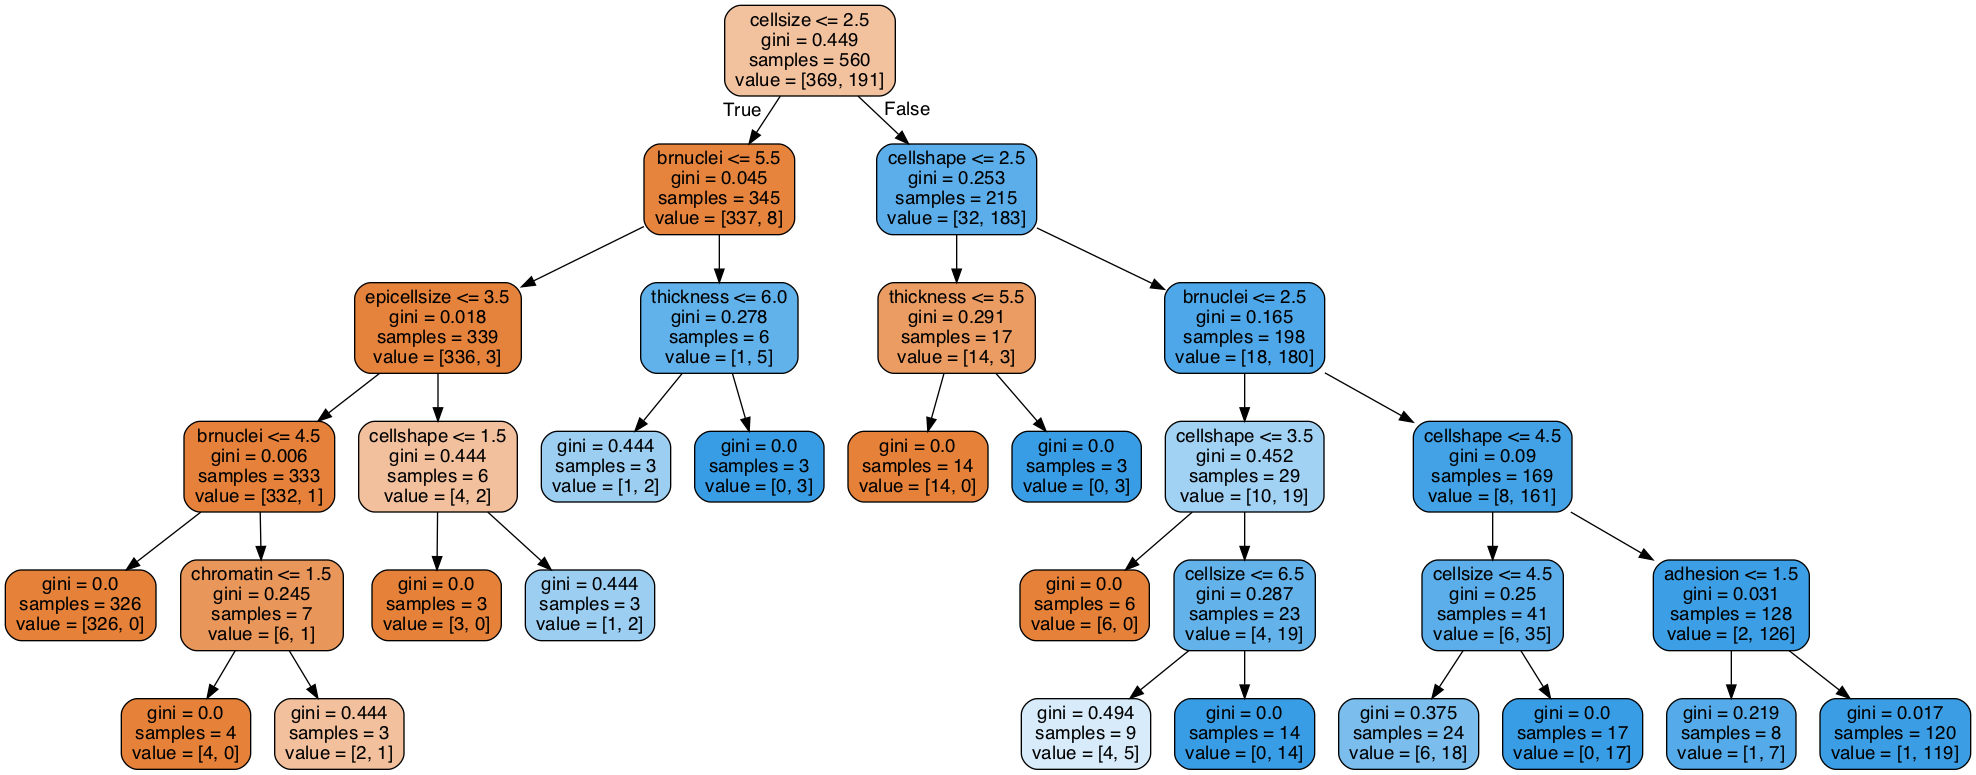 cellsize <= 2.5
gini = 0.449
samples = 560
value = [369, 191]
True
False
brnuclei <= 5.5
gini = 0.045
samples = 345
value = [337, 8]
cellshape <= 2.5
gini = 0.253
samples = 215
value = [32, 183]
epicellsize <= 3.5
gini = 0.018
samples = 339
value = [336, 3]
thickness <= 6.0
gini = 0.278
samples = 6
value = [1, 5]
thickness <= 5.5
gini = 0.291
samples = 17
value = [14, 3]
brnuclei <= 2.5
gini = 0.165
samples = 198
value = [18, 180]
brnuclei <= 4.5
gini = 0.006
samples = 333
value = [332, 1]
cellshape <= 1.5
gini = 0.444
samples = 6
value = [4, 2]
gini = 0.444
samples = 3
value = [1, 2]
gini = 0.0
samples = 3
value = [0, 3]
gini = 0.0
samples = 14
value = [14, 0]
gini = 0.0
samples = 3
value = [0, 3]
cellshape <= 3.5
gini = 0.452
samples = 29
value = [10, 19]
cellshape <= 4.5
gini = 0.09
samples = 169
value = [8, 161]
gini = 0.0
samples = 326
value = [326, 0]
chromatin <= 1.5
gini = 0.245
samples = 7
value = [6, 1]
gini = 0.0
samples = 3
value = [3, 0]
gini = 0.444
samples = 3
value = [1, 2]
gini = 0.0
samples = 6
value = [6, 0]
cellsize <= 6.5
gini = 0.287
samples = 23
value = [4, 19]
cellsize <= 4.5
gini = 0.25
samples = 41
value = [6, 35]
adhesion <= 1.5
gini = 0.031
samples = 128
value = [2, 126]
gini = 0.0
samples = 4
value = [4, 0]
gini = 0.444
samples = 3
value = [2, 1]
gini = 0.494
samples = 9
value = [4, 5]
gini = 0.0
samples = 14
value = [0, 14]
gini = 0.375
samples = 24
value = [6, 18]
gini = 0.0
samples = 17
value = [0, 17]
gini = 0.219
samples = 8
value = [1, 7]
gini = 0.017
samples = 120
value = [1, 119]